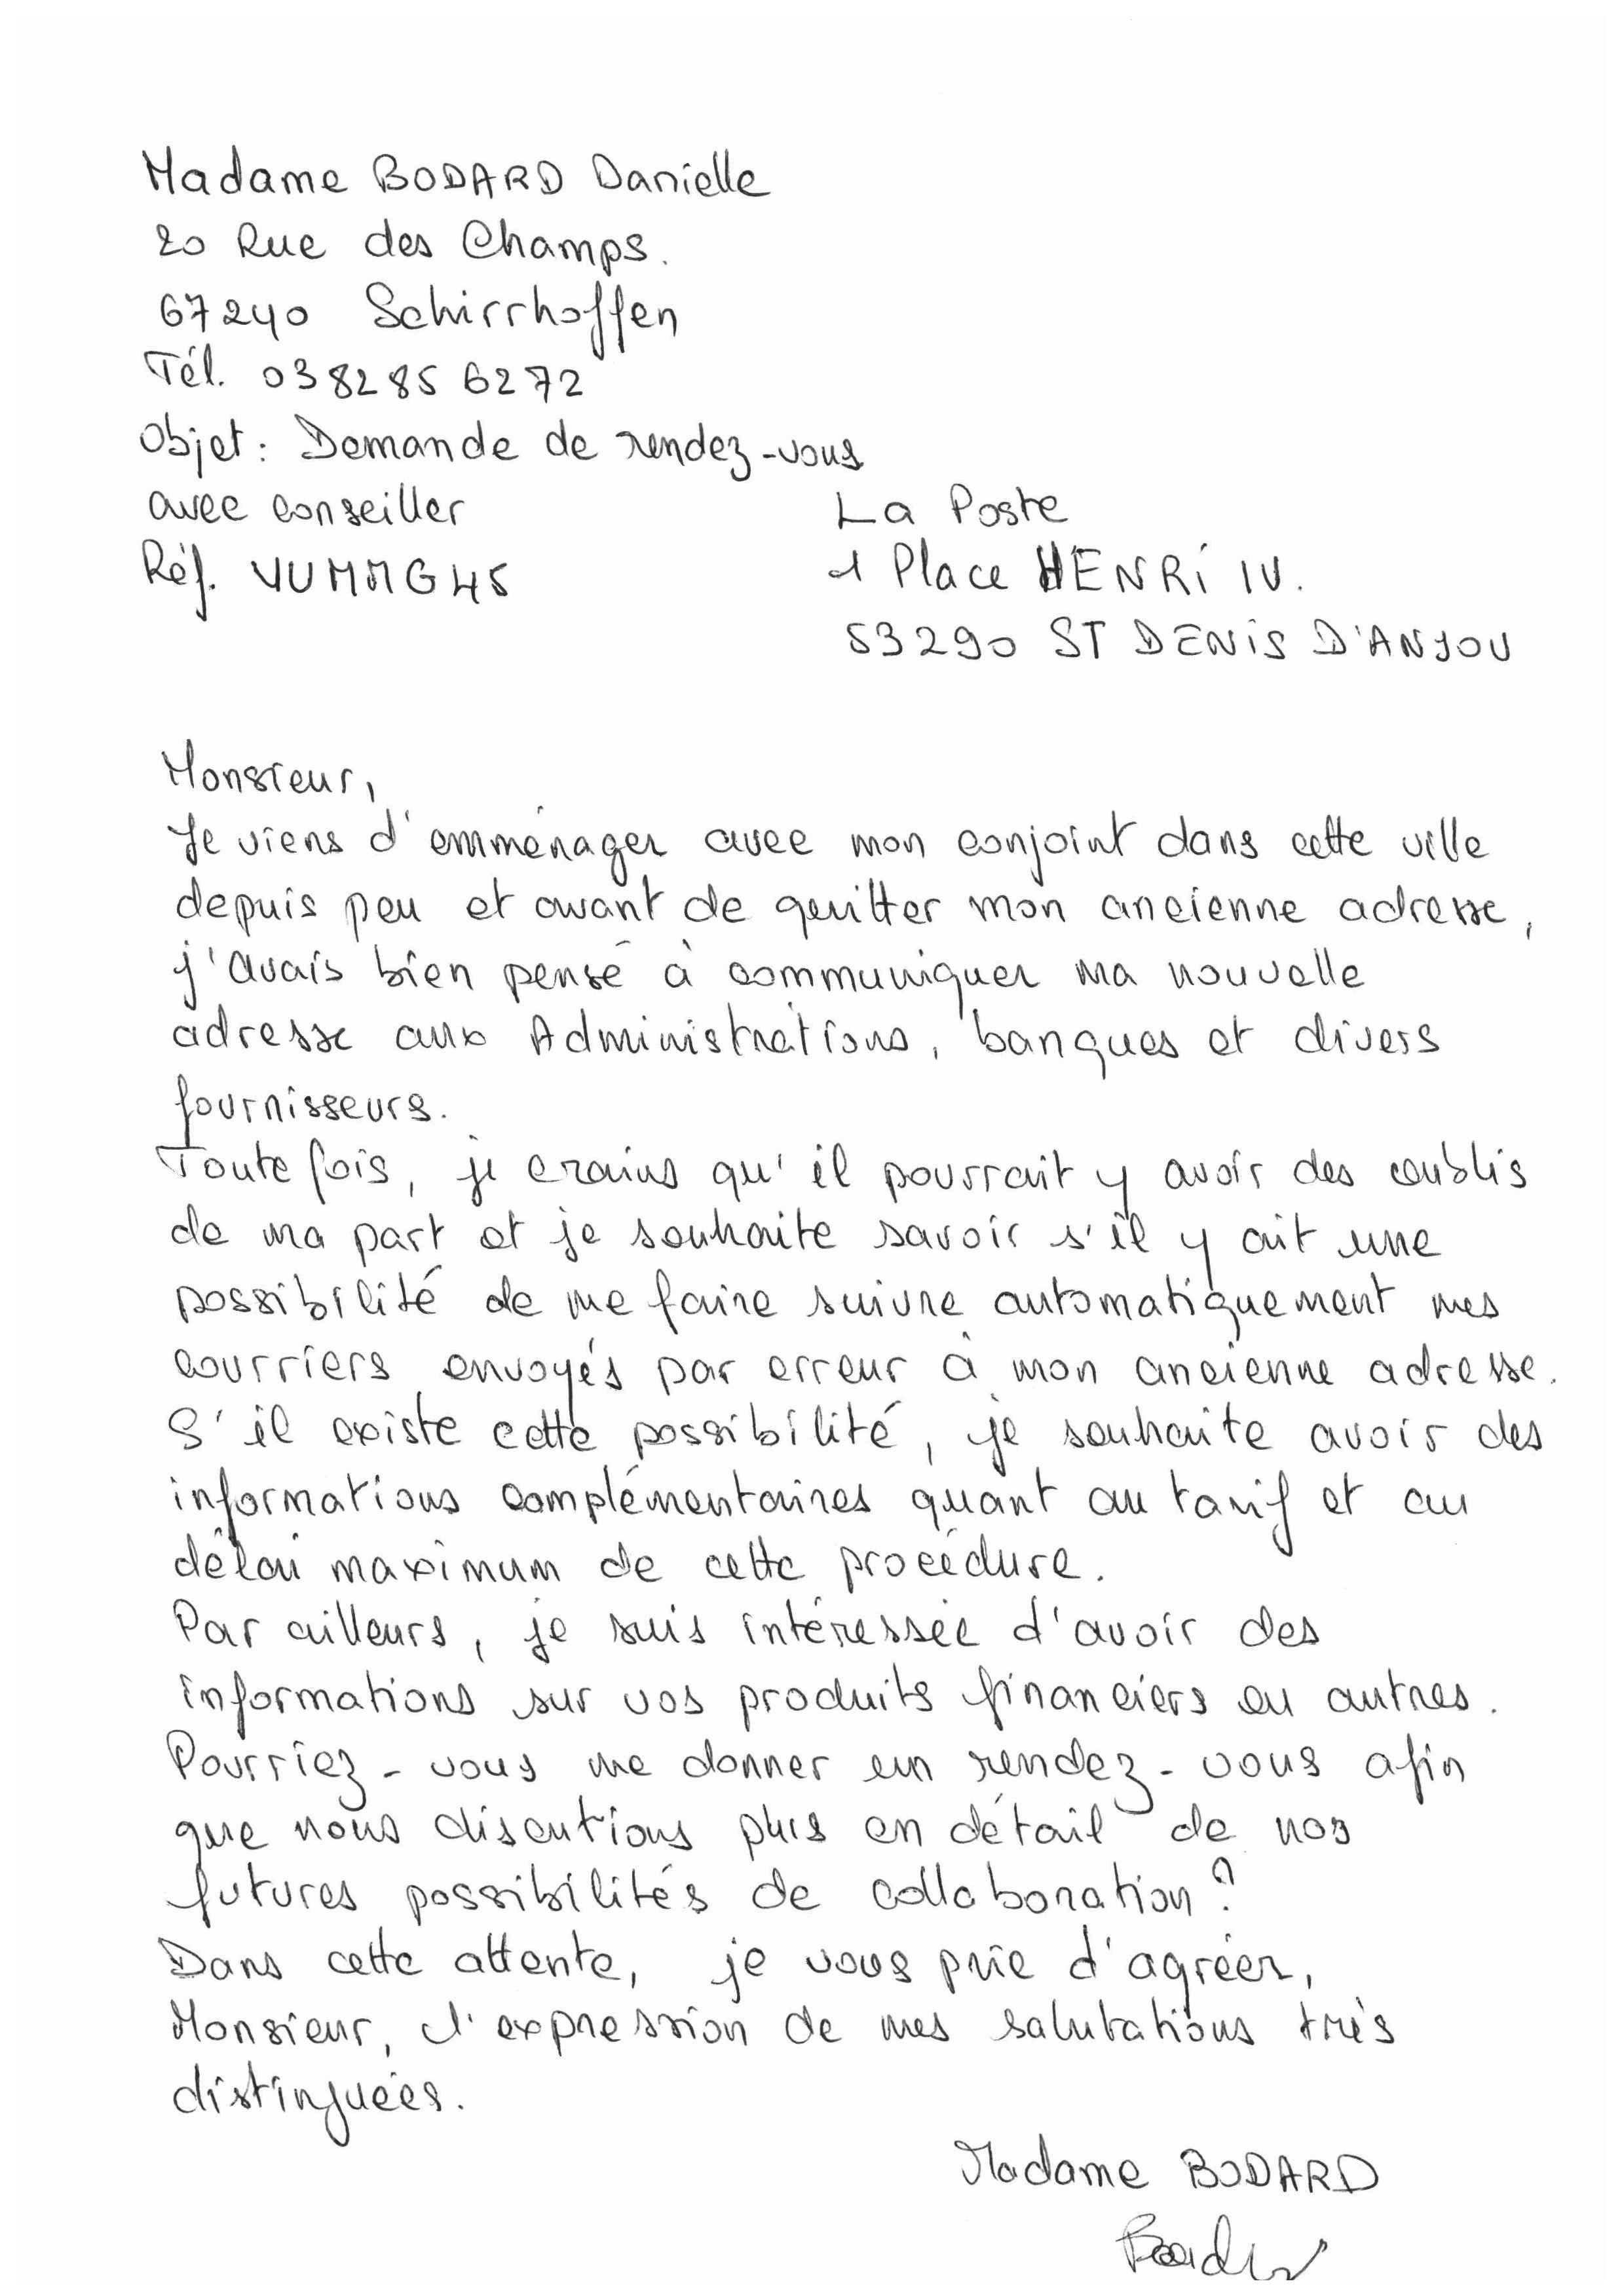 Madame BODARD Danielle
20 Rue des Champs.
67240 Schirrhoffen
Tél. 0382856272
Objet : Demande de rendez-vous
avec conseiller
Réf. VUMMG45
La Poste
1 Place HENRI IV.
53290 ST DENIS D'ANJOU
Monsieur,
Je viens d'emménager avec mon conjoint dans cette ville
depuis peu et avant de quitter mon ancienne adresse,
j'avais bien pensé à communiquer ma nouvelle
adresse aux Administrations, banques et divers
fournisseurs.
Toutefois, je crains qu'il pourrait y avoir des oublis
de ma part et je souhaite savoir s'il y ait une
possibilité de me faire suivre automatiquement mes
courriers envoyés par erreur à mon ancienne adresse.
S'il existe cette possibilité, je souhaite avoir des
informations complémentaires quant au tarif et au
délai maximum de cette procédure.
Par ailleurs, je suis intéressée d'avoir des
informations sur vos produits financiers ou autres.
Pourriez-vous me donner un rendez-vous afin
que nous discutions plus en détail de nos
futures possibilités de collaboration ?
Dans cette attente, je vous prie d'agréer,
Monsieur, l'expression de mes salutations très
distinguées.
Madame BODARD